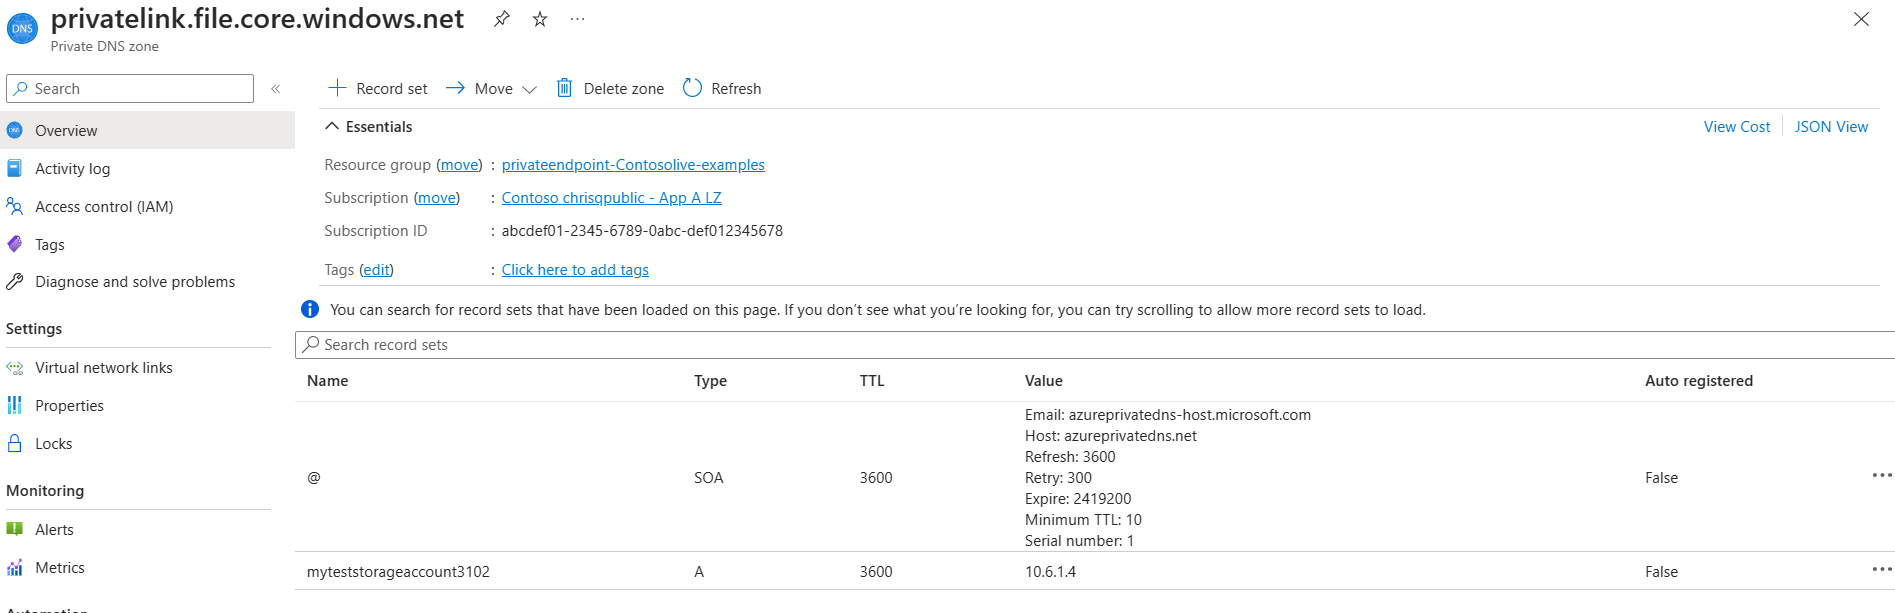 privatelink.file.core.windows.net
Private DNS zone
Search
Record set
Move
Delete zone
Refresh
Overview
Activity log
Access control (IAM)
Tags
Diagnose and solve problems
Settings
Virtual network links
Properties
Locks
Monitoring
Alerts
Metrics
Essentials
View Cost
JSON View
Resource group (move) : privateendpoint-Contosolive-examples
Subscription (move) : Contoso chrisqpublic - App A LZ
Subscription ID : abcdef01-2345-6789-0abc-def012345678
Tags (edit) : Click here to add tags
You can search for record sets that have been loaded on this page. If you don't see what you're looking for, you can try scrolling to allow more record sets to load.
Search record sets
Name Type TTL Value Auto registered
Email: azureprivatedns-host.microsoft.com
Host: azureprivatedns.net
Refresh: 3600
@ SOA 3600 Retry: 300 False
Expire: 2419200
Minimum TTL: 10
Serial number: 1
myteststorageaccount3102 A 3600 10.6.1.4 False